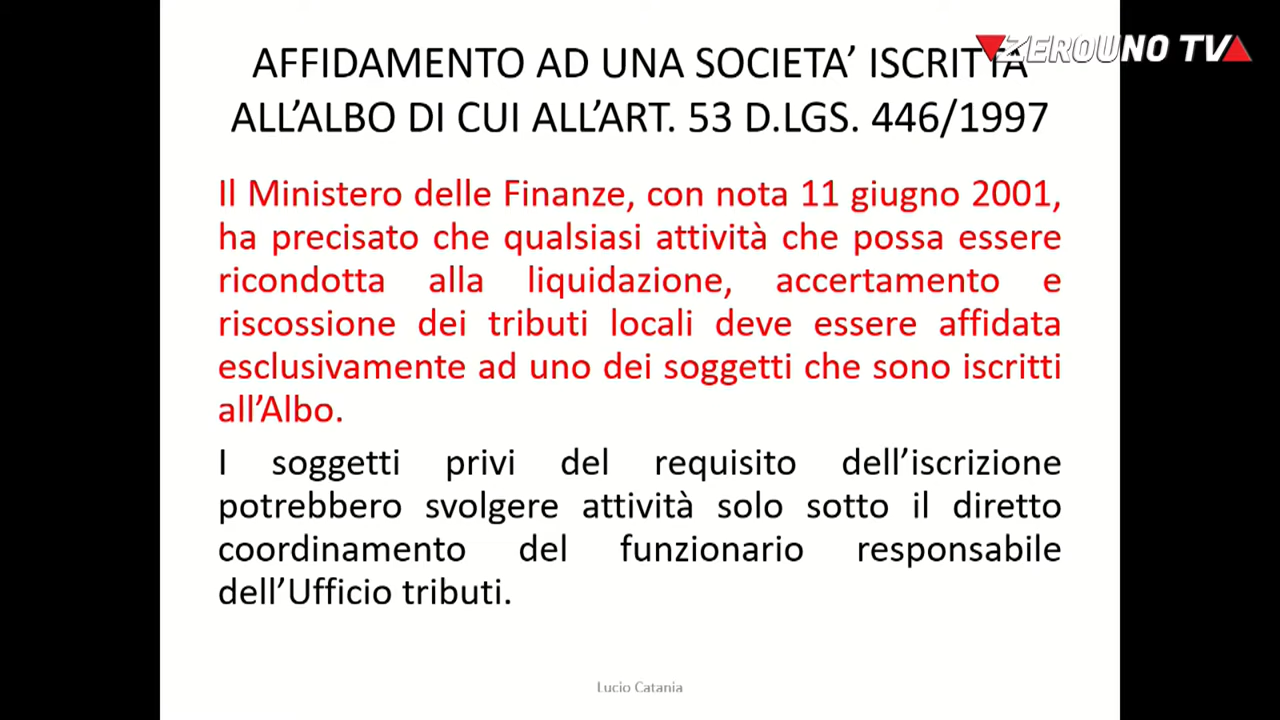 ZEROUNO TV
AFFIDAMENTO AD UNA SOCIETA’ ISCRITTA
ALL’ALBO DI CUI ALL’ART. 53 D.LGS. 446/1997
Il Ministero delle Finanze, con nota 11 giugno 2001,
ha precisato che qualsiasi attività che possa essere
ricondotta alla liquidazione, accertamento e
riscossione dei tributi locali deve essere affidata
esclusivamente ad uno dei soggetti che sono iscritti
all’Albo.
I soggetti privi del requisito dell’iscrizione
potrebbero svolgere attività solo sotto il diretto
coordinamento del funzionario responsabile
dell’Ufficio tributi.
Lucio Catania